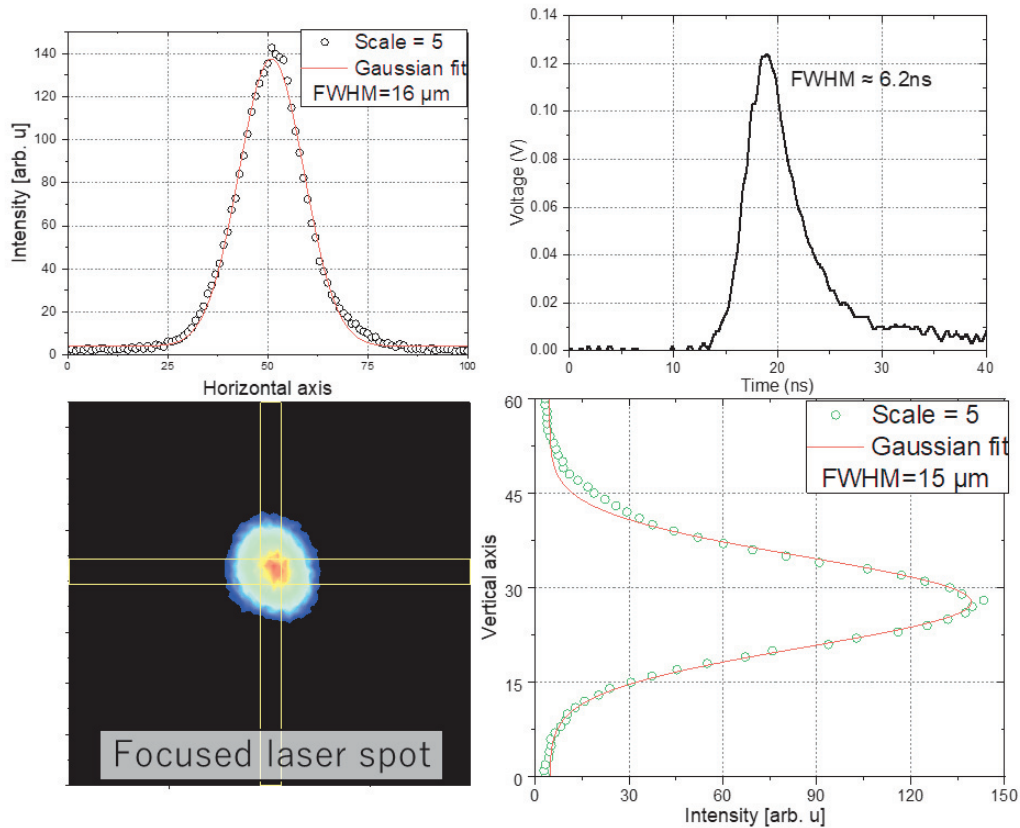 Scale = 5
Gaussian fit
FWHM=16 μm
140
120
100
80
60
40
20
0
Intensity [arb. u]
0
25
50
75
100
Horizontal axis
0.14
0.12
0.10
0.08
0.06
0.04
0.02
0.00
Voltage (V)
FWHM ≈ 6.2ns
0
10
20
30
40
Time (ns)
Focused laser spot
Scale = 5
Gaussian fit
FWHM=15 μm
60
45
30
15
0
Vertical axis
0
30
60
90
120
150
Intensity [arb. u]